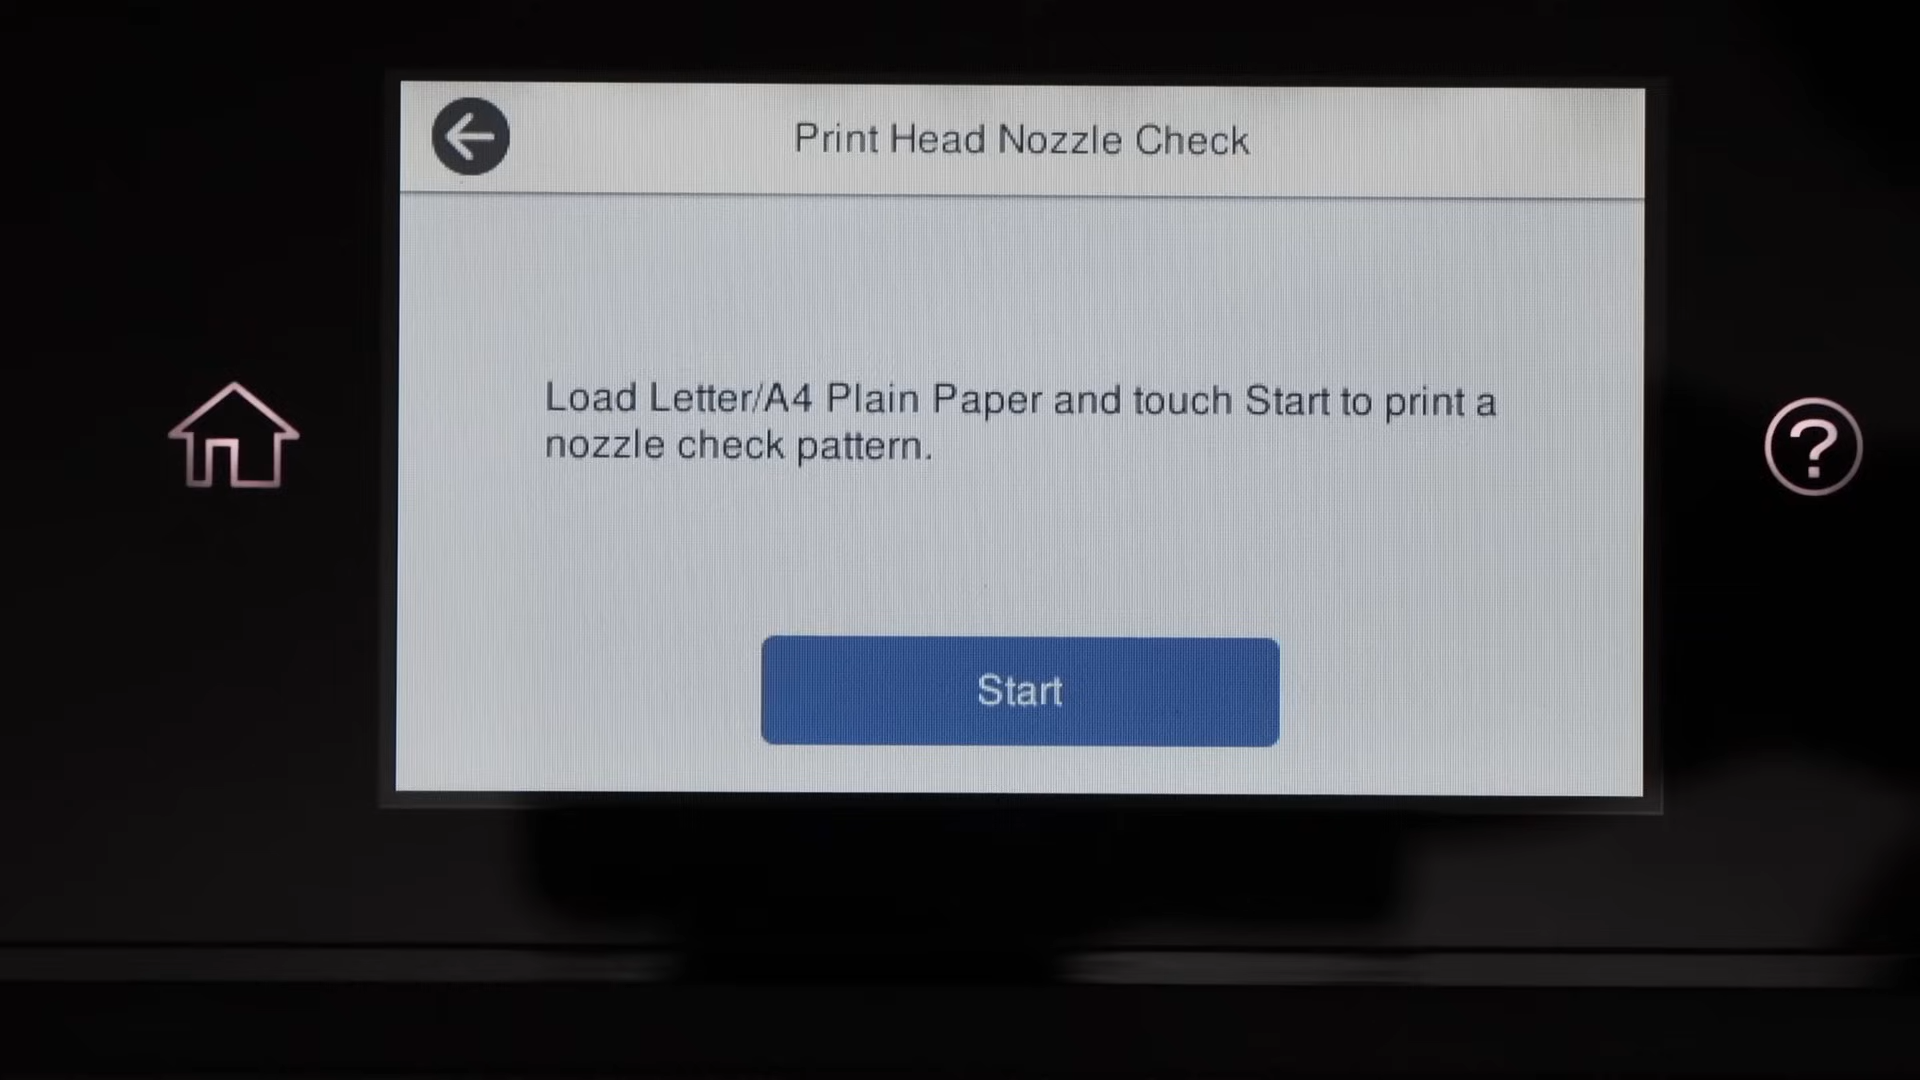 Print Head Nozzle Check
Load Letter/A4 Plain Paper and touch Start to print a
nozzle check pattern.
Start
?